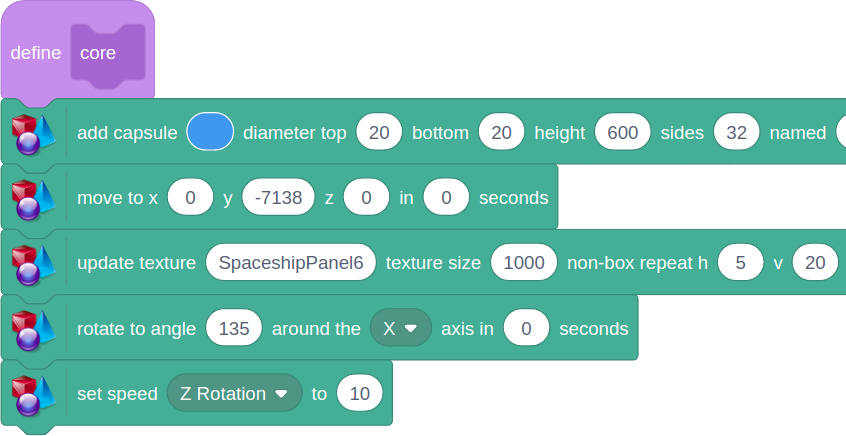 define core
add capsule diameter top 20 bottom 20 height 600 sides 32 named
move to x 0 y -7138 z 0 in 0 seconds
update texture SpaceshipPanel6 texture size 1000 non-box repeat h 5 v 20
rotate to angle 135 around the X axis in 0 seconds
set speed Z Rotation to 10